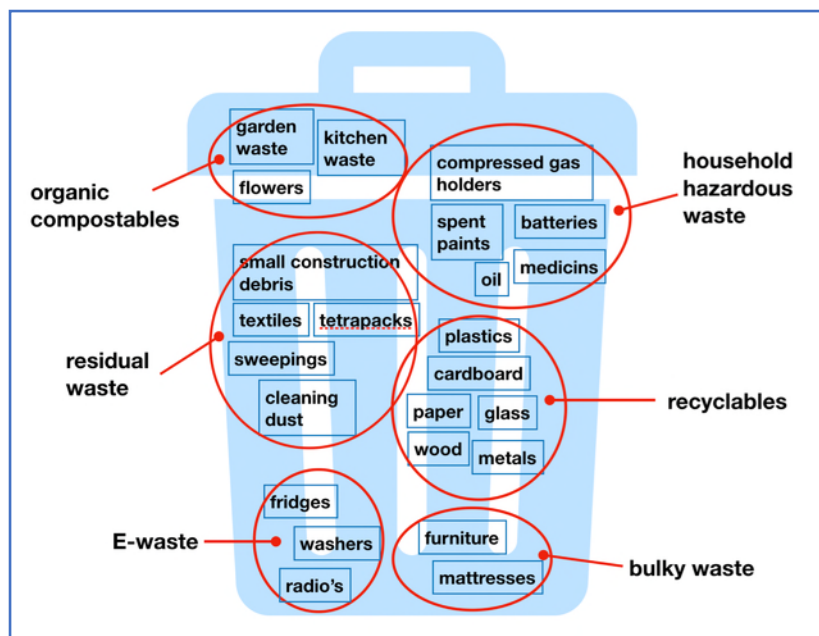 garden
waste
kitchen
waste
flowers
organic
compostables
compressed gas
holders
spent
paints
batteries
oil
medicins
household
hazardous
waste
small construction
debris
textiles
tetrapacks
sweepings
cleaning
dust
residual
waste
plastics
cardboard
paper
glass
wood
metals
recyclables
fridges
washers
radio's
E-waste
furniture
mattresses
bulky waste